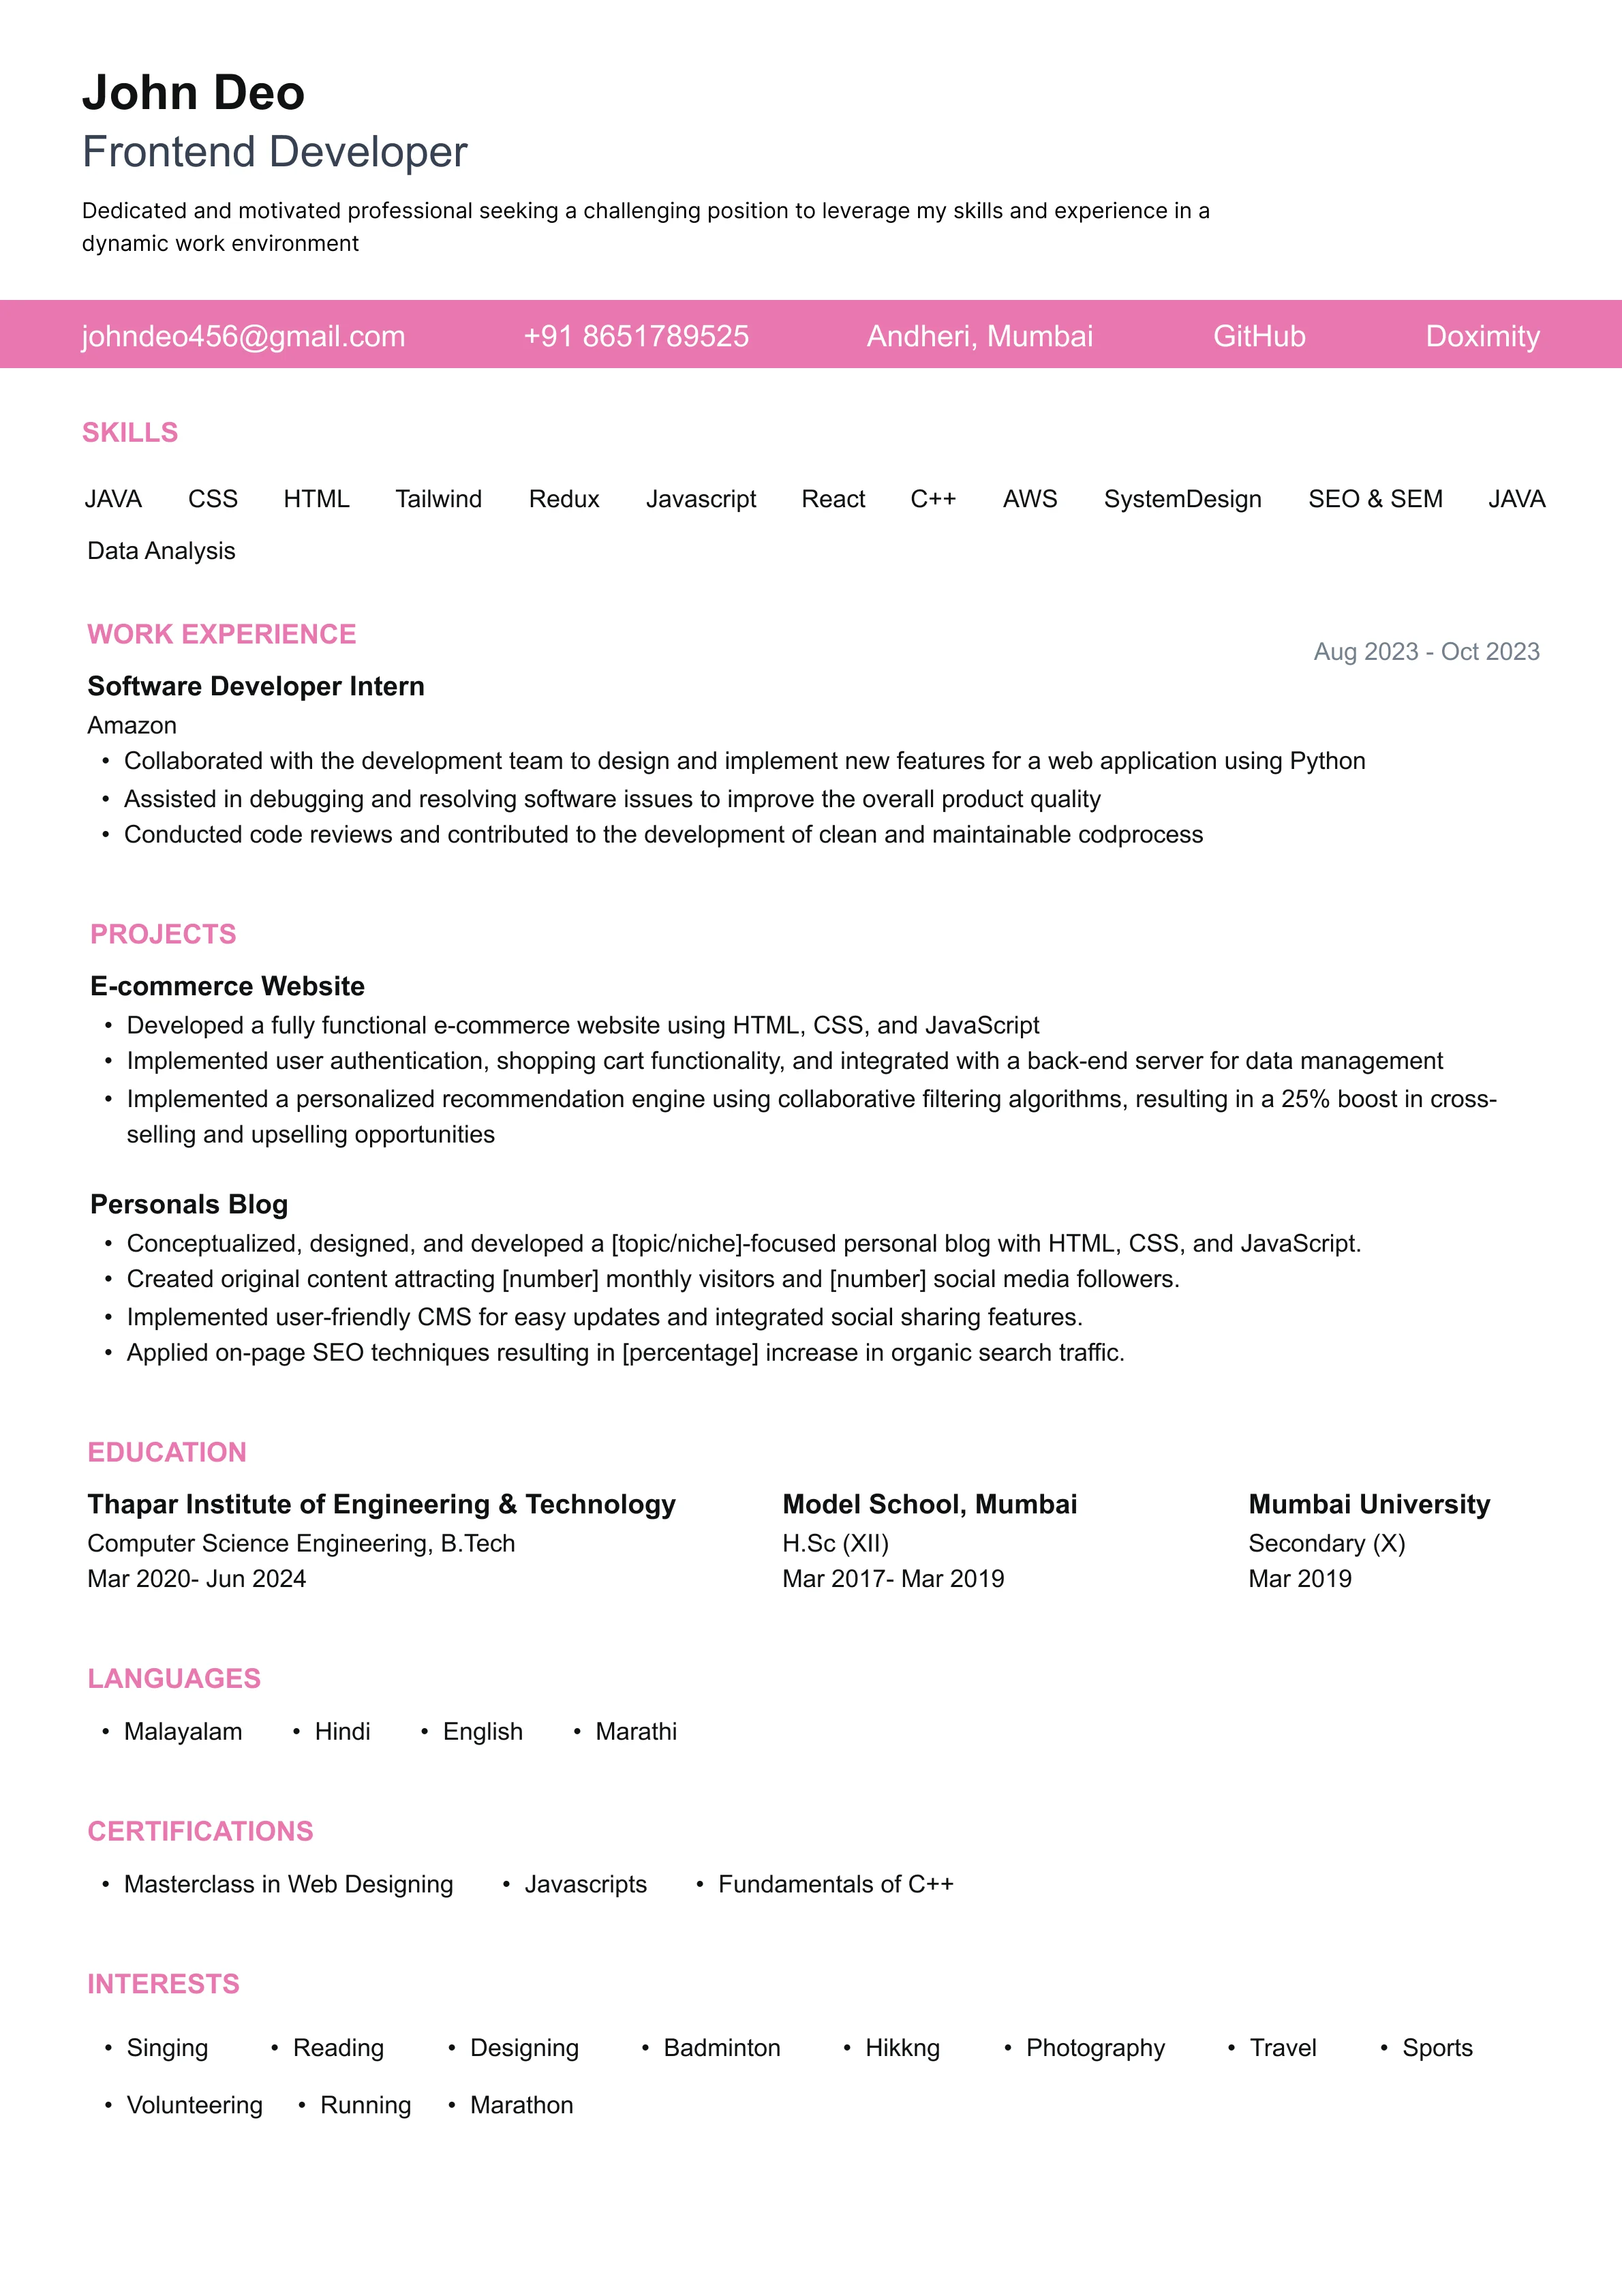 John Deo
Frontend Developer
Dedicated and motivated professional seeking a challenging position to leverage my skills and experience in a
dynamic work environment
johndeo456@gmail.com +91 8651789525 Andheri, Mumbai GitHub Doximity
SKILLS
JAVA CSS HTML Tailwind Redux Javascript React C++ AWS SystemDesign SEO & SEM JAVA
Data Analysis
WORK EXPERIENCE
Aug 2023 - Oct 2023
Software Developer Intern
Amazon
• Collaborated with the development team to design and implement new features for a web application using Python
• Assisted in debugging and resolving software issues to improve the overall product quality
• Conducted code reviews and contributed to the development of clean and maintainable codprocess
PROJECTS
E-commerce Website
• Developed a fully functional e-commerce website using HTML, CSS, and JavaScript
• Implemented user authentication, shopping cart functionality, and integrated with a back-end server for data management
• Implemented a personalized recommendation engine using collaborative filtering algorithms, resulting in a 25% boost in cross-
selling and upselling opportunities
Personals Blog
• Conceptualized, designed, and developed a [topic/niche]-focused personal blog with HTML, CSS, and JavaScript.
• Created original content attracting [number] monthly visitors and [number] social media followers.
• Implemented user-friendly CMS for easy updates and integrated social sharing features.
• Applied on-page SEO techniques resulting in [percentage] increase in organic search traffic.
EDUCATION
Thapar Institute of Engineering & Technology Model School, Mumbai Mumbai University
Computer Science Engineering, B.Tech H.Sc (XII) Secondary (X)
Mar 2020- Jun 2024 Mar 2017- Mar 2019 Mar 2019
LANGUAGES
• Malayalam • Hindi • English • Marathi
CERTIFICATIONS
• Masterclass in Web Designing • Javascripts • Fundamentals of C++
INTERESTS
• Singing • Reading • Designing • Badminton • Hikkng • Photography • Travel • Sports
• Volunteering • Running • Marathon